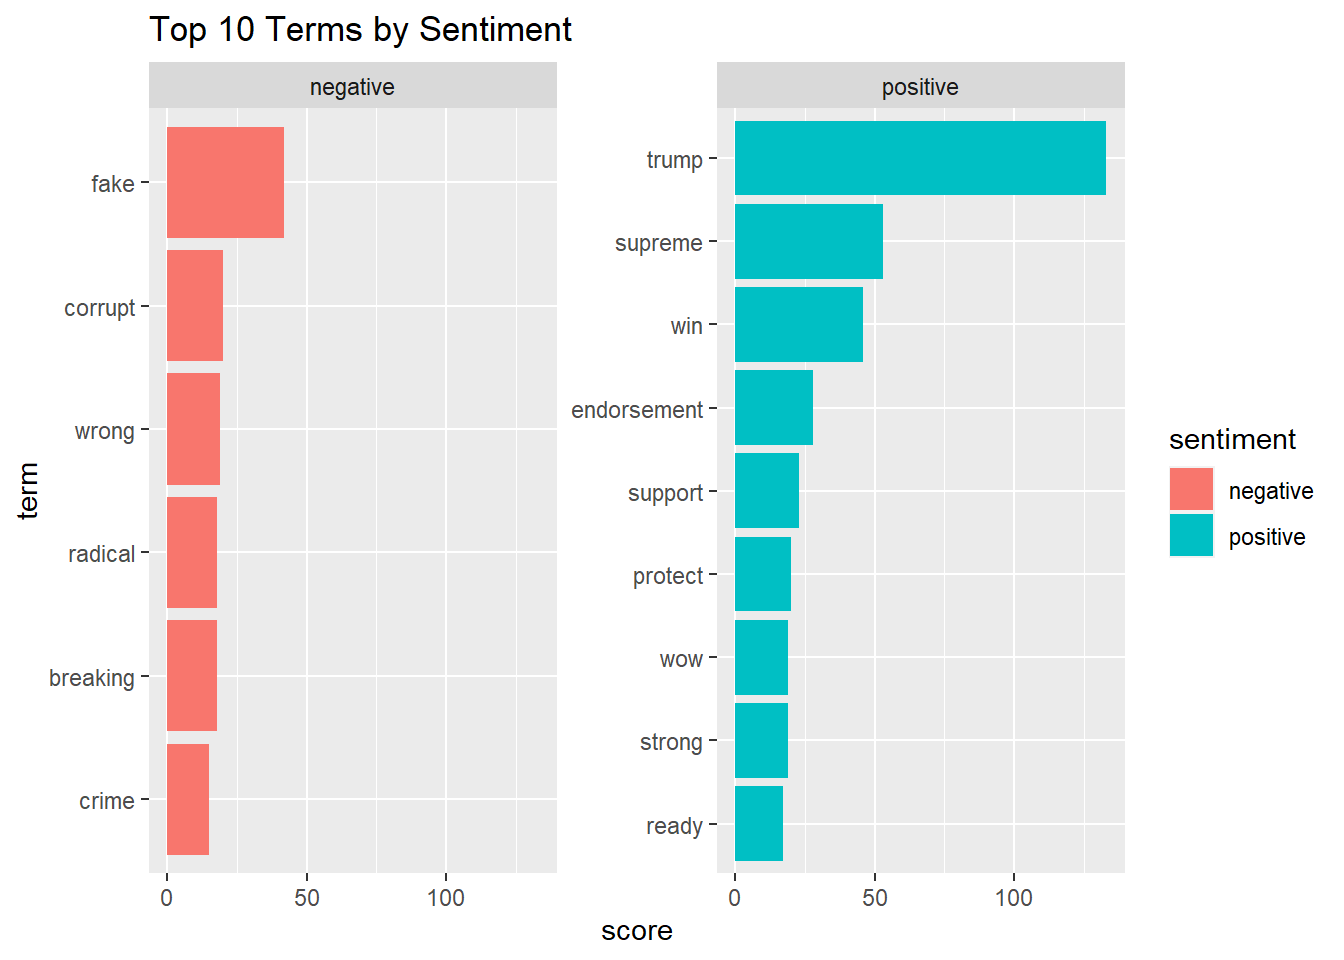 Top 10 Terms by Sentiment
negative
positive
term
fake
corrupt
wrong
radical
breaking
crime
0 50 100
trump
supreme
win
endorsement
support
protect
wow
strong
ready
0 50 100
score
sentiment
negative
positive